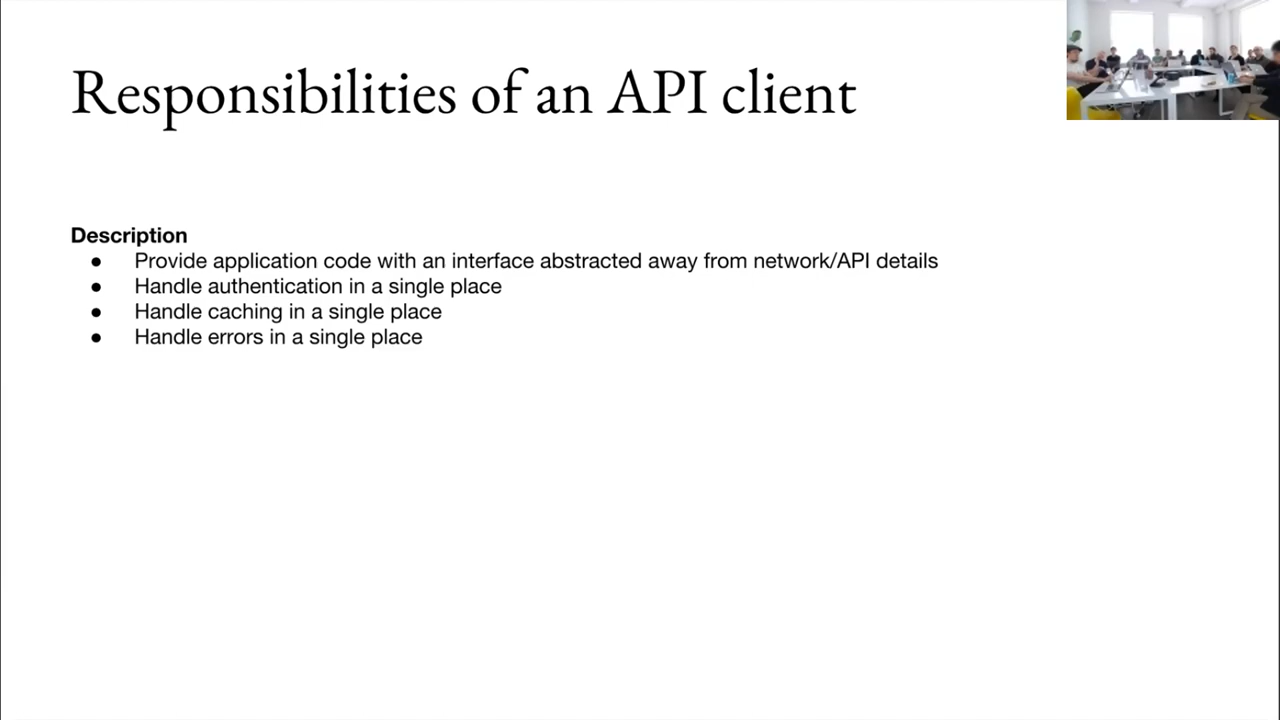 Responsibilities of an API client
Description
● Provide application code with an interface abstracted away from network/API details
● Handle authentication in a single place
● Handle caching in a single place
● Handle errors in a single place